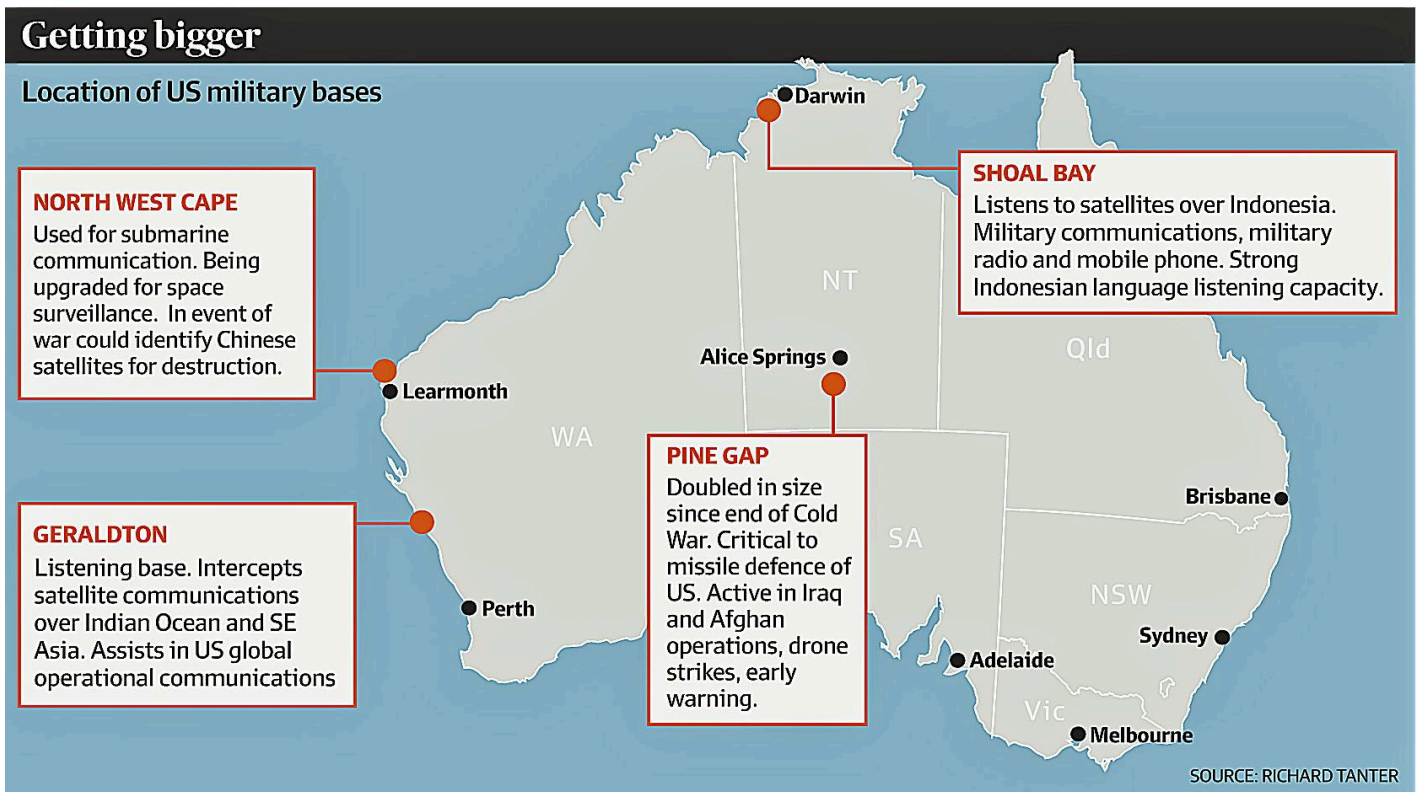 Getting bigger
Location of US military bases
Darwin
NORTH WEST CAPE
Used for submarine
communication. Being
upgraded for space
surveillance. In event of
war could identify Chinese
satellites for destruction.
SHOAL BAY
Listens to satellites over Indonesia.
Military communications, military
radio and mobile phone. Strong
Indonesian language listening capacity.
NT
Qld
Alice Springs
Learmonth
WA
PINE GAP
Doubled in size
since end of Cold
War. Critical to
missile defence of
US. Active in Iraq
and Afghan
operations, drone
strikes, early
warning.
Brisbane
GERALDTON
Listening base. Intercepts
satellite communications
over Indian Ocean and SE
Asia. Assists in US global
operational communications
SA
NSW
Perth
Sydney
Adelaide
Vic
Melbourne
SOURCE: RICHARD TANTER